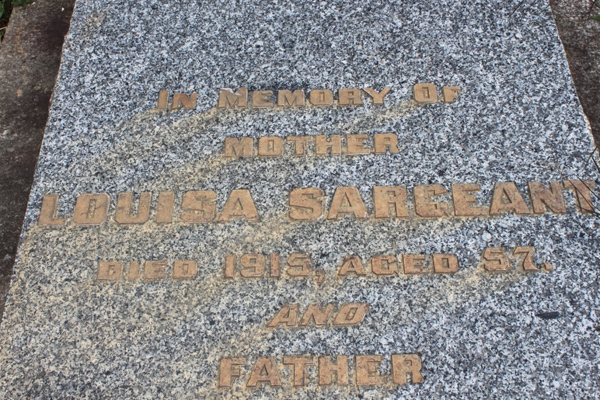 In Memory Of
MOTHER
LOUISA SARGEANT
DIED 1915, AGED 57.
AND
FATHER